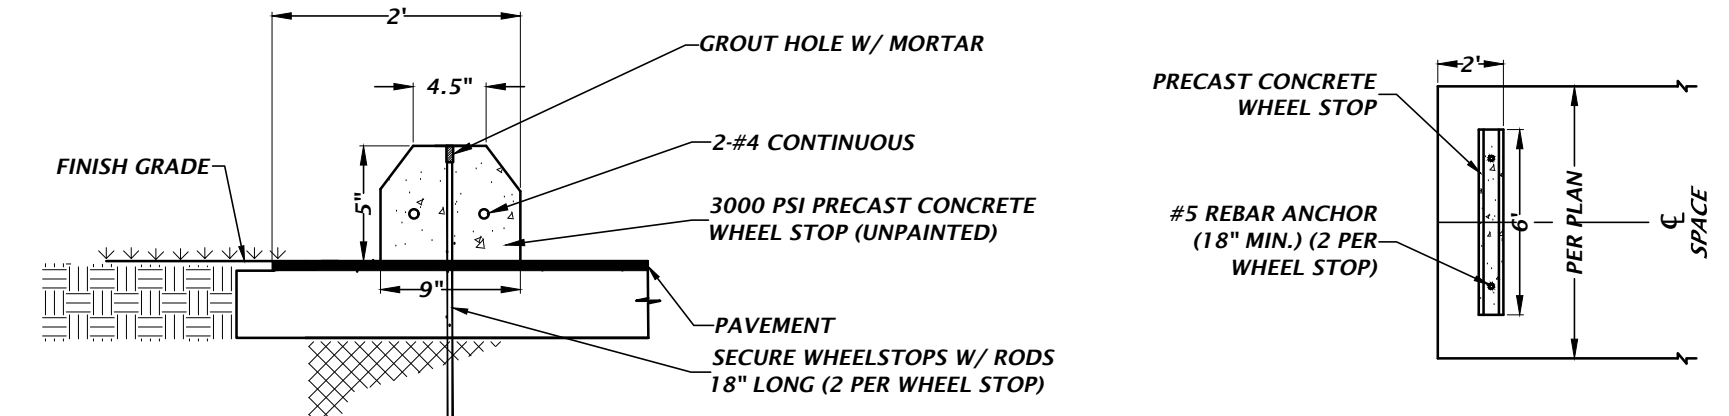 2'
GROUT HOLE W/ MORTAR
4.5"
2-#4 CONTINUOUS
FINISH GRADE
5"
3000 PSI PRECAST CONCRETE
WHEEL STOP (UNPAINTED)
9"
PAVEMENT
SECURE WHEELSTOPS W/ RODS
18" LONG (2 PER WHEEL STOP)
2'
PRECAST CONCRETE
WHEEL STOP
#5 REBAR ANCHOR
(18" MIN.) (2 PER
WHEEL STOP)
6'
PER PLAN
℄
SPACE